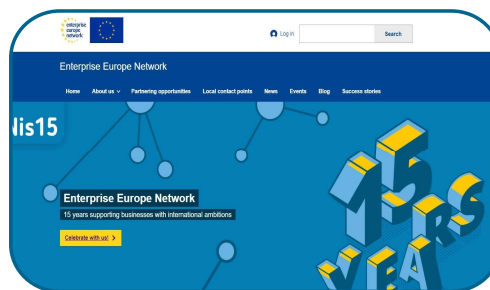 enterprise
europe
network
Log in
Search
Enterprise Europe Network
Home About us Partnering opportunities Local contact points News Events Blog Success stories
Nis15
Enterprise Europe Network
15 years supporting businesses with international ambitions
Celebrate with us!
15
YEARS